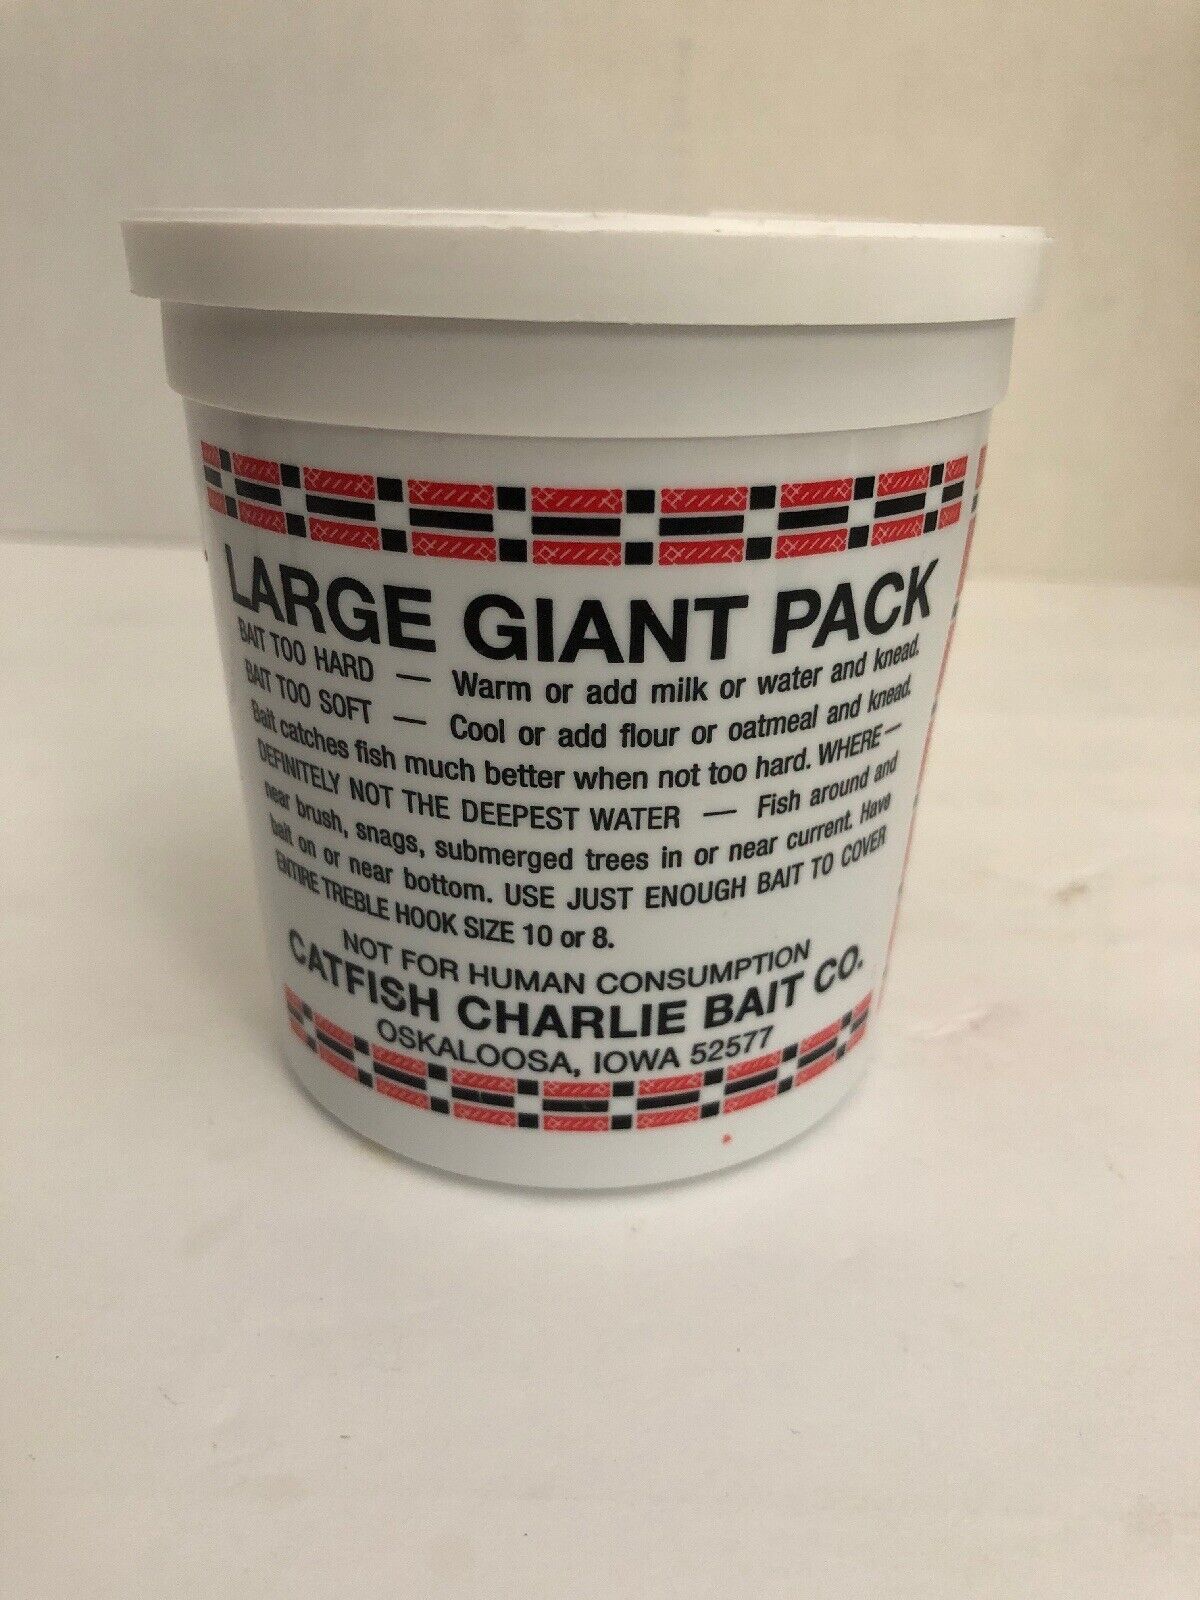 LARGE GIANT PACK
BAIT TOO HARD — Warm or add milk or water and knead.
BAIT TOO SOFT — Cool or add flour or oatmeal and knead.
Bait catches fish much better when not too hard. WHERE—
DEFINITELY NOT THE DEEPEST WATER — Fish around and
near brush, snags, submerged trees in or near current. Have
bait on or near bottom. USE JUST ENOUGH BAIT TO COVER
ENTIRE TREBLE HOOK SIZE 10 or 8.
NOT FOR HUMAN CONSUMPTION
CATFISH CHARLIE BAIT CO.
OSKALOOSA, IOWA 52577